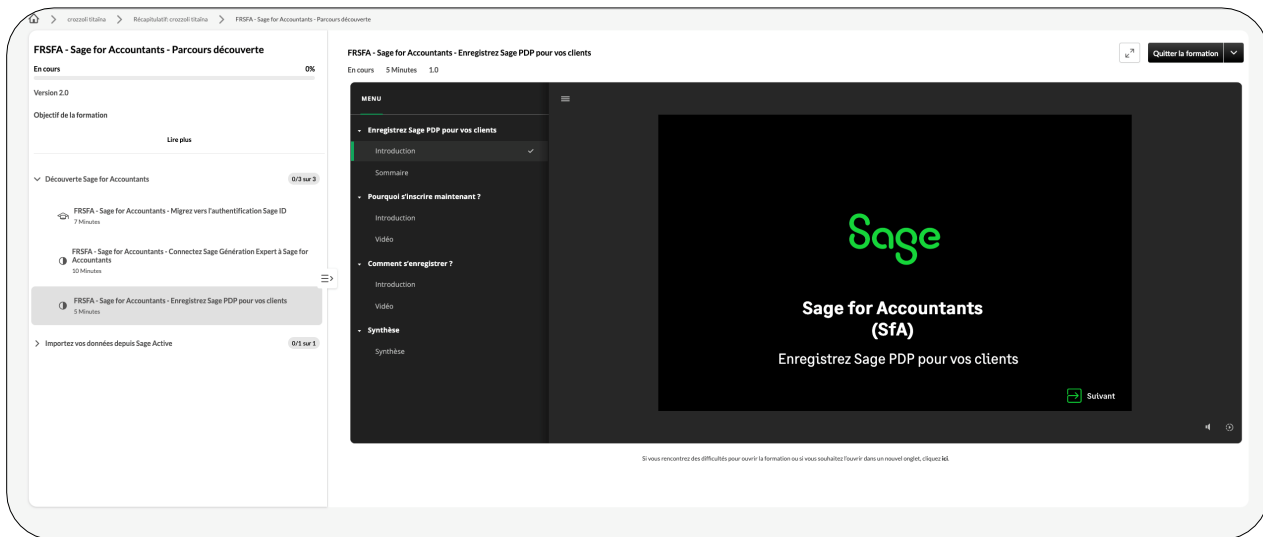 crozzoli titaïna
Récapitulatif: crozzoli titaïna
FRSFA - Sage for Accountants - Parcours découverte
FRSFA - Sage for Accountants - Parcours découverte
En cours
0%
Version 2.0
Objectif de la formation
Lire plus
Découverte Sage for Accountants
0/3 sur 3
FRSFA - Sage for Accountants - Migrez vers l'authentification Sage ID
7 Minutes
FRSFA - Sage for Accountants - Connectez Sage Génération Expert à Sage for
Accountants
10 Minutes
FRSFA - Sage for Accountants - Enregistrez Sage PDP pour vos clients
5 Minutes
Importez vos données depuis Sage Active
0/1 sur 1
FRSFA - Sage for Accountants - Enregistrez Sage PDP pour vos clients
En cours 5 Minutes 1.0
Quitter la formation
MENU
Enregistrez Sage PDP pour vos clients
Introduction
Sommaire
Pourquoi s'inscrire maintenant ?
Introduction
Vidéo
Comment s'enregistrer ?
Introduction
Vidéo
Synthèse
Synthèse
Sage
Sage for Accountants
(SfA)
Enregistrez Sage PDP pour vos clients
Suivant
Si vous rencontrez des difficultés pour ouvrir la formation ou si vous souhaitez l'ouvrir dans un nouvel onglet, cliquez ici.